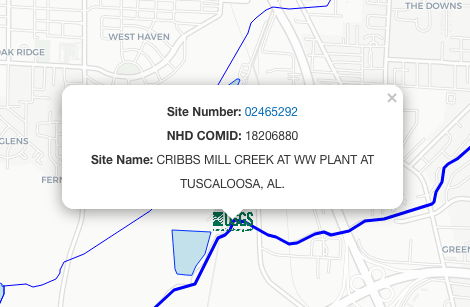 THE DOWNS
WEST HAVEN
OAK RIDGE
×
Site Number: 02465292
NHD COMID: 18206880
Site Name: CRIBBS MILL CREEK AT WW PLANT AT
TUSCALOOSA, AL.
GLENS
FERN
USGS
GREEN